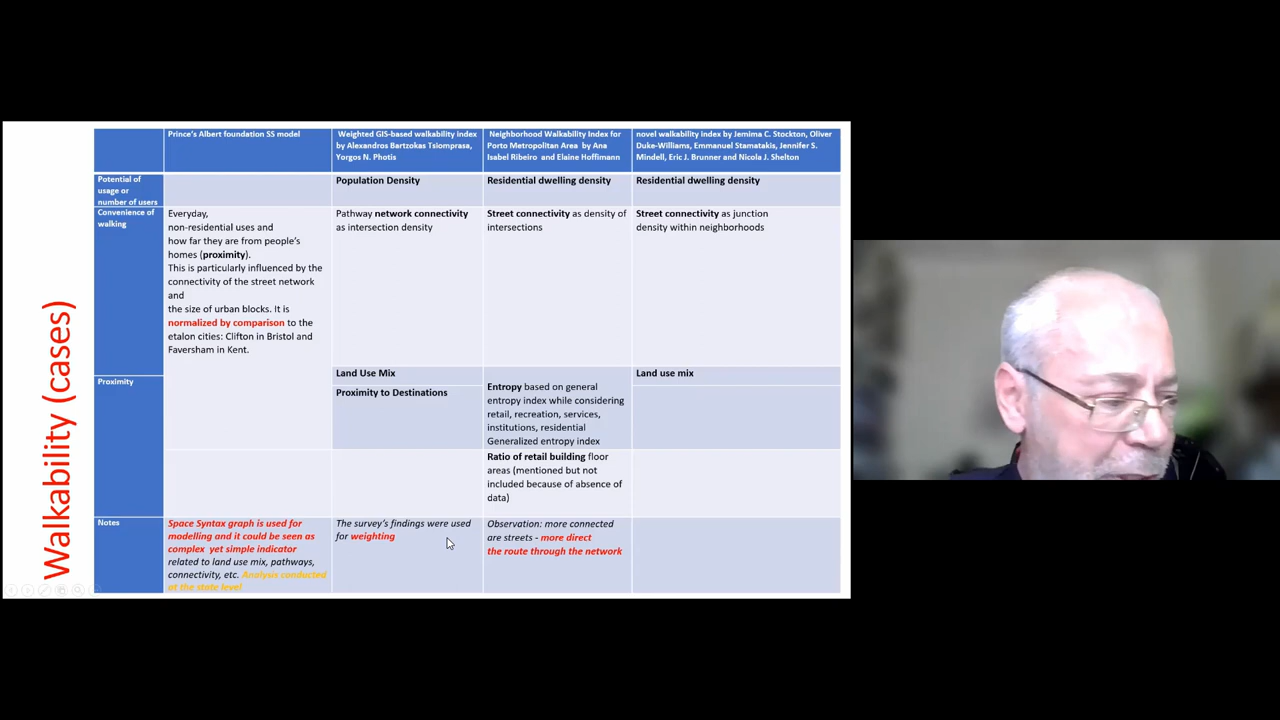 Walkability (cases)
Prince's Albert foundation SS model
Weighted GIS-based walkability index
by Alexandros Bartzokas Tsiomprasa,
Yorgos N. Photis
Neighborhood Walkability Index for
Porto Metropolitan Area by Ana
Isabel Ribeiro and Elaine Hoffimann
novel walkability index by Jemima C. Stockton, Oliver
Duke-Williams, Emmanuel Stamatakis, Jennifer S.
Mindell, Eric J. Brunner and Nicola J. Shelton
Potential of
usage or
number of users
Population Density
Residential dwelling density
Residential dwelling density
Convenience of
walking
Everyday,
non-residential uses and
how far they are from people's
homes (proximity).
This is particularly influenced by the
connectivity of the street network
and
the size of urban blocks. It is
normalized by comparison to the
etalon cities: Clifton in Bristol and
Faversham in Kent.
Pathway network connectivity
as intersection density
Street connectivity as density of
intersections
Street connectivity as junction
density within neighborhoods
Land Use Mix
Land use mix
Proximity
Proximity to Destinations
Entropy based on general
entropy index while considering
retail, recreation, services,
institutions, residential
Generalized entropy index
Ratio of retail building floor
areas (mentioned but not
included because of absence of
data)
Notes
Space Syntax graph is used for
modelling and it could be seen as
complex yet simple indicator
related to land use mix, pathways,
connectivity, etc. Analysis conducted
at the state level
The survey's findings were used
for weighting
Observation: more connected
are streets - more direct
the route through the network